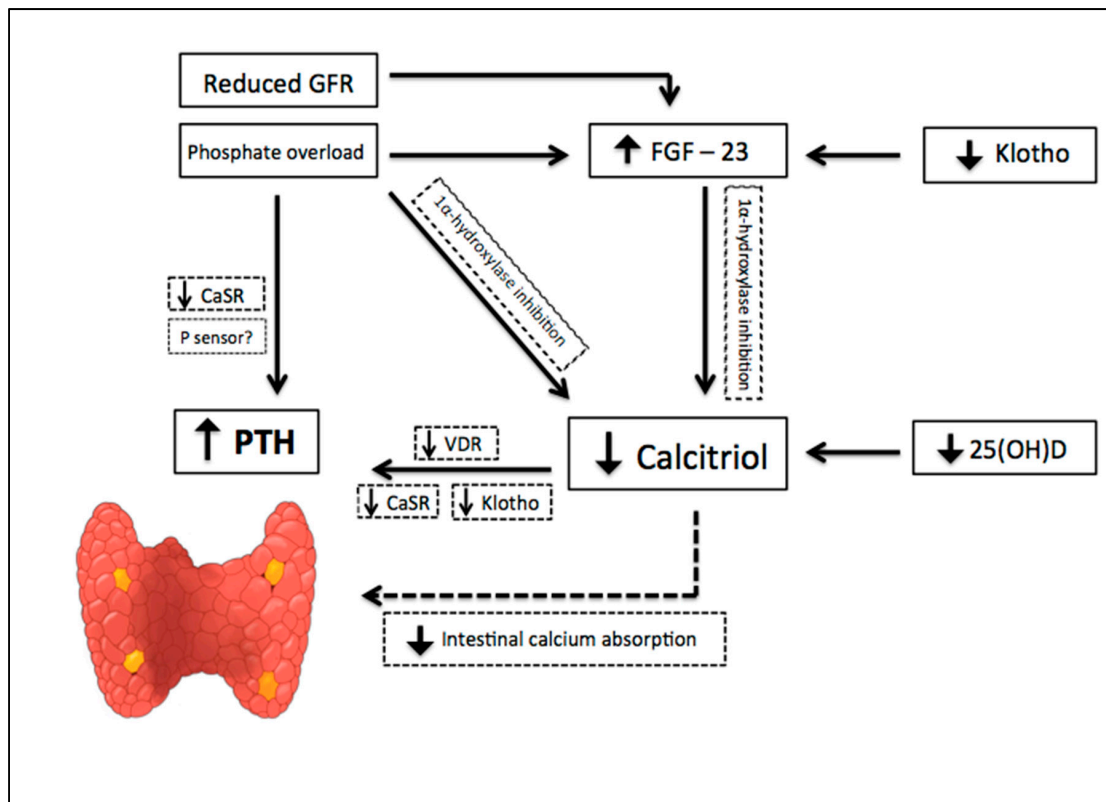 Reduced GFR
Phosphate overload
↑ FGF – 23
↓ Klotho
1α-hydroxylase inhibition
1α-hydroxylase inhibition
↓ CaSR
P sensor?
↑ PTH
↓ VDR
↓ Calcitriol
↓ 25(OH)D
↓ CaSR
↓ Klotho
↓ Intestinal calcium absorption